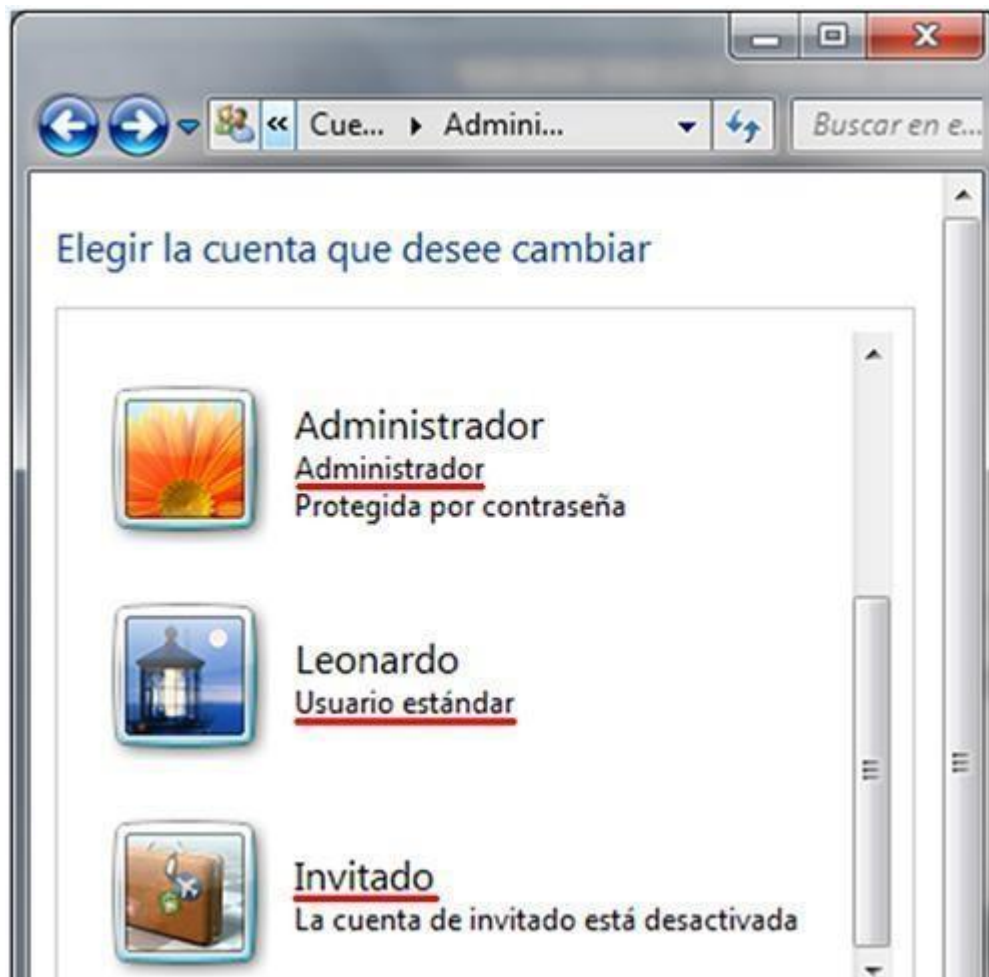 « Cue... Admini... Buscar en e...
Elegir la cuenta que desee cambiar
Administrador
Administrador
Protegida por contraseña
Leonardo
Usuario estándar
Invitado
La cuenta de invitado está desactivada